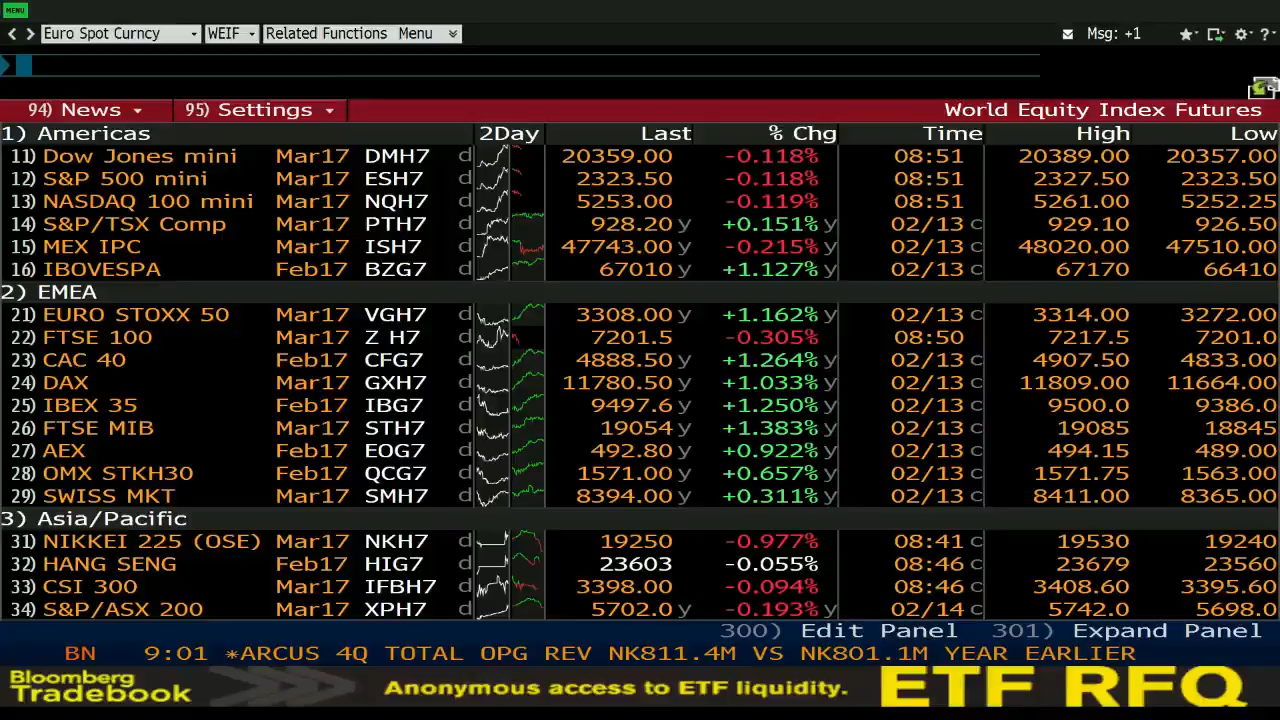 MENU
Euro Spot Curncy WEIF Related Functions Menu Msg: +1 ?
94) News 95) Settings World Equity Index Futures
1) Americas 2Day Last % Chg Time High Low
11) Dow Jones mini Mar17 DMH7 d 20359.00 -0.118% 08:51 20389.00 20357.00
12) S&P 500 mini Mar17 ESH7 d 2323.50 -0.118% 08:51 2327.50 2323.50
13) NASDAQ 100 mini Mar17 NQH7 d 5253.00 -0.119% 08:51 5261.00 5252.25
14) S&P/TSX Comp Mar17 PTH7 d 928.20 y +0.151% y 02/13 c 929.10 926.50
15) MEX IPC Mar17 ISH7 d 47743.00 y -0.215% y 02/13 c 48020.00 47510.00
16) IBOVESPA Feb17 BZG7 d 67010 y +1.127% y 02/13 c 67170 66410
2) EMEA
21) EURO STOXX 50 Mar17 VGH7 d 3308.00 y +1.162% y 02/13 c 3314.00 3272.00
22) FTSE 100 Mar17 Z H7 d 7201.5 -0.305% 08:50 7217.5 7201.0
23) CAC 40 Feb17 CFG7 d 4888.50 y +1.264% y 02/13 c 4907.50 4833.00
24) DAX Mar17 GXH7 d 11780.50 y +1.033% y 02/13 c 11809.00 11664.00
25) IBEX 35 Feb17 IBG7 d 9497.6 y +1.250% y 02/13 c 9500.0 9386.0
26) FTSE MIB Mar17 STH7 d 19054 y +1.383% y 02/13 c 19085 18845
27) AEX Feb17 EOG7 d 492.80 y +0.922% y 02/13 c 494.15 489.00
28) OMX STKH30 Feb17 QCG7 d 1571.00 y +0.657% y 02/13 c 1571.75 1563.00
29) SWISS MKT Mar17 SMH7 d 8394.00 y +0.311% y 02/13 c 8411.00 8365.00
3) Asia/Pacific
31) NIKKEI 225 (OSE) Mar17 NKH7 d 19250 -0.977% 08:41 c 19530 19240
32) HANG SENG Mar17 HIG7 d 23603 -0.055% 08:46 c 23679 23560
33) CSI 300 Mar17 IFBH7 d 3398.00 -0.094% 08:46 c 3408.60 3395.60
34) S&P/ASX 200 Mar17 XPH7 d 5702.0 y -0.193% y 02/14 c 5742.0 5698.0
300) Edit Panel 301) Expand Panel
BN 9:01 *ARCUS 4Q TOTAL OPG REV NK811.4M VS NK801.1M YEAR EARLIER
Bloomberg
Tradebook Anonymous access to ETF liquidity. ETF RFQ